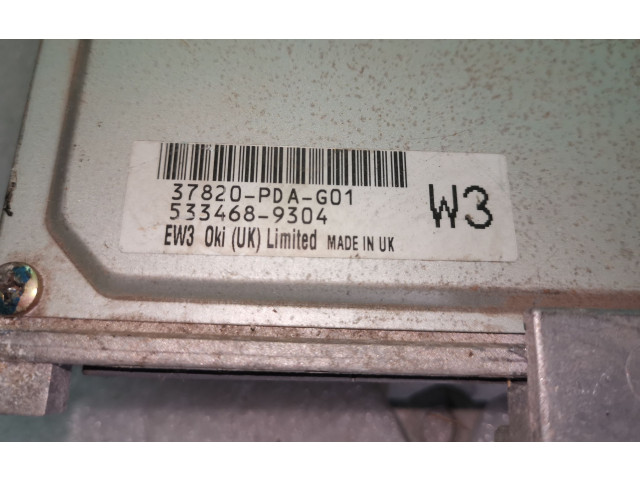 37820-PDA-G01
533468-9304
EW3 Oki (UK) Limited MADE IN UK
W3